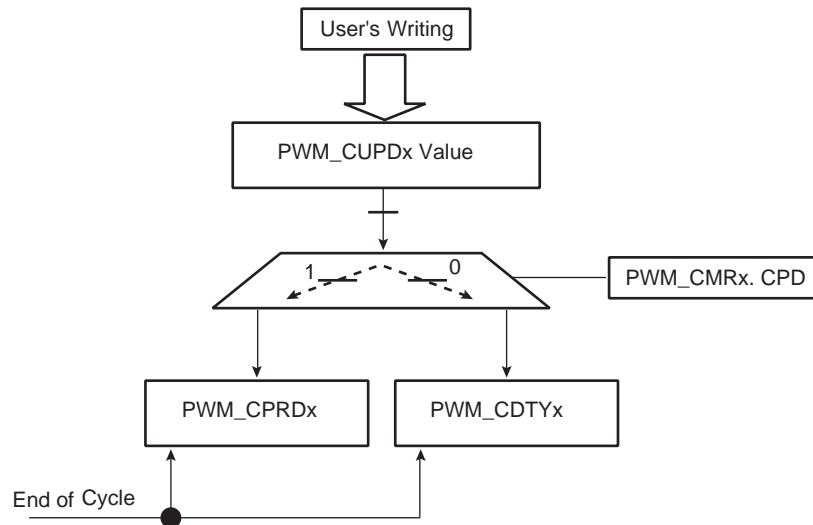 User's Writing
PWM_CUPDx Value
1
0
PWM_CMRx. CPD
PWM_CPRDx
PWM_CDTYx
End of Cycle